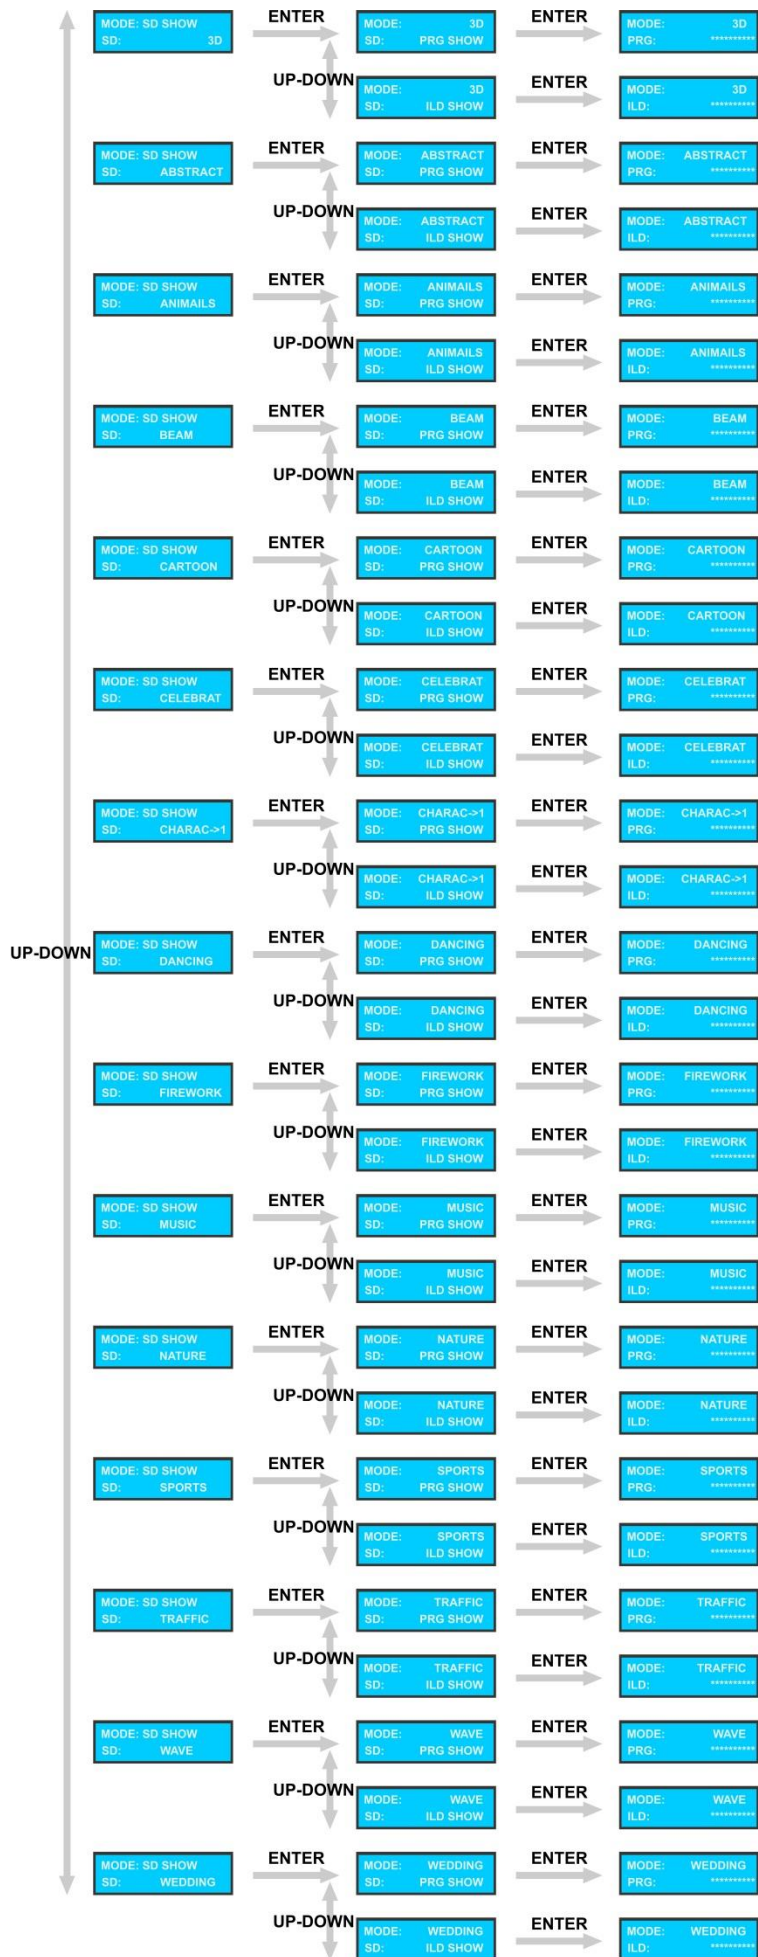 ENTER ENTER
MODE: SD SHOW MODE: 3D MODE: 3D
SD: 3D SD: PRG SHOW PRG: **********
UP-DOWN ENTER
MODE: 3D MODE: 3D
SD: ILD SHOW ILD: **********
ENTER ENTER
MODE: SD SHOW MODE: ABSTRACT MODE: ABSTRACT
SD: ABSTRACT SD: PRG SHOW PRG: **********
UP-DOWN ENTER
MODE: ABSTRACT MODE: ABSTRACT
SD: ILD SHOW ILD: **********
ENTER ENTER
MODE: SD SHOW MODE: ANIMAILS MODE: ANIMAILS
SD: ANIMAILS SD: PRG SHOW PRG: **********
UP-DOWN ENTER
MODE: ANIMAILS MODE: ANIMAILS
SD: ILD SHOW ILD: **********
ENTER ENTER
MODE: SD SHOW MODE: BEAM MODE: BEAM
SD: BEAM SD: PRG SHOW PRG: **********
UP-DOWN ENTER
MODE: BEAM MODE: BEAM
SD: ILD SHOW ILD: **********
ENTER ENTER
MODE: SD SHOW MODE: CARTOON MODE: CARTOON
SD: CARTOON SD: PRG SHOW PRG: **********
UP-DOWN ENTER
MODE: CARTOON MODE: CARTOON
SD: ILD SHOW ILD: **********
ENTER ENTER
MODE: SD SHOW MODE: CELEBRAT MODE: CELEBRAT
SD: CELEBRAT SD: PRG SHOW PRG: **********
UP-DOWN ENTER
MODE: CELEBRAT MODE: CELEBRAT
SD: ILD SHOW ILD: **********
ENTER ENTER
MODE: SD SHOW MODE: CHARAC->1 MODE: CHARAC->1
SD: CHARAC->1 SD: PRG SHOW PRG: **********
UP-DOWN ENTER
MODE: CHARAC->1 MODE: CHARAC->1
SD: ILD SHOW ILD: **********
ENTER ENTER
UP-DOWN MODE: SD SHOW MODE: DANCING MODE: DANCING
SD: DANCING SD: PRG SHOW PRG: **********
UP-DOWN ENTER
MODE: DANCING MODE: DANCING
SD: ILD SHOW ILD: **********
ENTER ENTER
MODE: SD SHOW MODE: FIREWORK MODE: FIREWORK
SD: FIREWORK SD: PRG SHOW PRG: **********
UP-DOWN ENTER
MODE: FIREWORK MODE: FIREWORK
SD: ILD SHOW ILD: **********
ENTER ENTER
MODE: SD SHOW MODE: MUSIC MODE: MUSIC
SD: MUSIC SD: PRG SHOW PRG: **********
UP-DOWN ENTER
MODE: MUSIC MODE: MUSIC
SD: ILD SHOW ILD: **********
ENTER ENTER
MODE: SD SHOW MODE: NATURE MODE: NATURE
SD: NATURE SD: PRG SHOW PRG: **********
UP-DOWN ENTER
MODE: NATURE MODE: NATURE
SD: ILD SHOW ILD: **********
ENTER ENTER
MODE: SD SHOW MODE: SPORTS MODE: SPORTS
SD: SPORTS SD: PRG SHOW PRG: **********
UP-DOWN ENTER
MODE: SPORTS MODE: SPORTS
SD: ILD SHOW ILD: **********
ENTER ENTER
MODE: SD SHOW MODE: TRAFFIC MODE: TRAFFIC
SD: TRAFFIC SD: PRG SHOW PRG: **********
UP-DOWN ENTER
MODE: TRAFFIC MODE: TRAFFIC
SD: ILD SHOW ILD: **********
ENTER ENTER
MODE: SD SHOW MODE: WAVE MODE: WAVE
SD: WAVE SD: PRG SHOW PRG: **********
UP-DOWN ENTER
MODE: WAVE MODE: WAVE
SD: ILD SHOW ILD: **********
ENTER ENTER
MODE: SD SHOW MODE: WEDDING MODE: WEDDING
SD: WEDDING SD: PRG SHOW PRG: **********
UP-DOWN ENTER
MODE: WEDDING MODE: WEDDING
SD: ILD SHOW ILD: **********